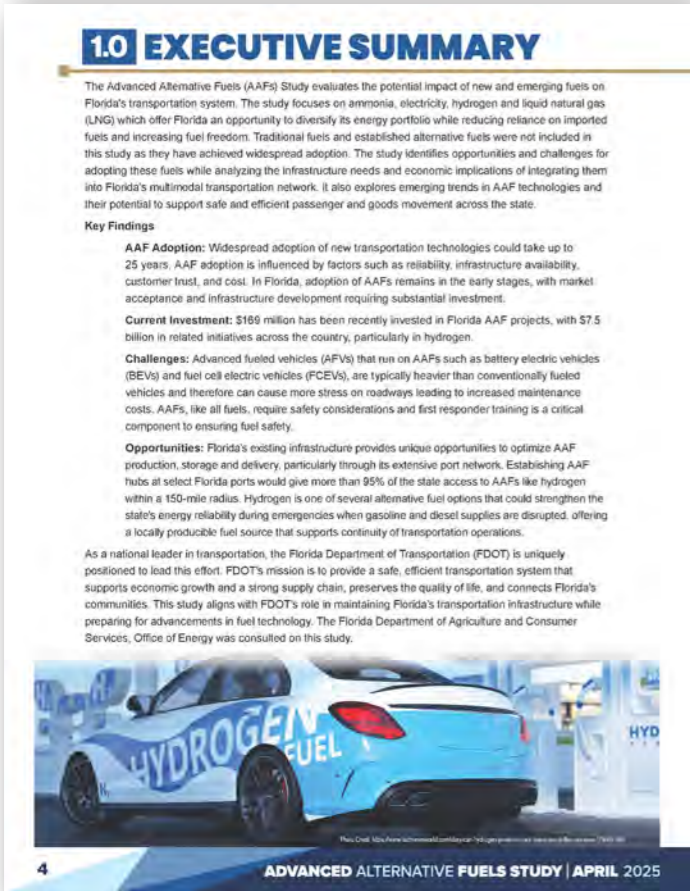 1.0 EXECUTIVE SUMMARY
The Advanced Alternative Fuels (AAFs) Study evaluates the potential impact of new and emerging fuels on
Florida's transportation system. The study focuses on ammonia, electricity, hydrogen and liquid natural gas
(LNG) which offer Florida an opportunity to diversify its energy portfolio while reducing reliance on imported
fuels and increasing fuel freedom. Traditional fuels and established alternative fuels were not included in
this study as they have achieved widespread adoption. The study identifies opportunities and challenges for
adopting these fuels while analyzing the infrastructure needs and economic implications of integrating them
into Florida's multimodal transportation network. It also explores emerging trends in AAF technologies and
their potential to support safe and efficient passenger and goods movement across the state.
Key Findings
AAF Adoption: Widespread adoption of new transportation technologies could take up to
25 years. AAF adoption is influenced by factors such as reliability, infrastructure availability,
customer trust, and cost. In Florida, adoption of AAFs remains in the early stages, with market
acceptance and infrastructure development requiring substantial investment.
Current Investment: $169 million has been recently invested in Florida AAF projects, with $7.5
billion in related initiatives across the country, particularly in hydrogen.
Challenges: Advanced fueled vehicles (AFVs) that run on AAFs such as battery electric vehicles
(BEVs) and fuel cell electric vehicles (FCEVs), are typically heavier than conventionally fueled
vehicles and therefore can cause more stress on roadways leading to increased maintenance
costs. AAFs, like all fuels, require safety considerations and first responder training is a critical
component to ensuring fuel safety.
Opportunities: Florida's existing infrastructure provides unique opportunities to optimize AAF
production, storage and delivery, particularly through its extensive port network. Establishing AAF
hubs at select Florida ports would give more than 95% of the state access to AAFs like hydrogen
within a 150-mile radius. Hydrogen is one of several alternative fuel options that could strengthen the
state's energy reliability during emergencies when gasoline and diesel supplies are disrupted, offering
a locally producible fuel source that supports continuity of transportation operations.
As a national leader in transportation, the Florida Department of Transportation (FDOT) is uniquely
positioned to lead this effort. FDOT's mission is to provide a safe, efficient transportation system that
supports economic growth and a strong supply chain, preserves the quality of life, and connects Florida's
communities. This study aligns with FDOT's role in maintaining Florida's transportation infrastructure while
preparing for advancements in fuel technology. The Florida Department of Agriculture and Consumer
Services, Office of Energy was consulted on this study.
HYDROGEN
FUEL
HYD
Photo Credit:
4
ADVANCED ALTERNATIVE FUELS STUDY | APRIL 2025